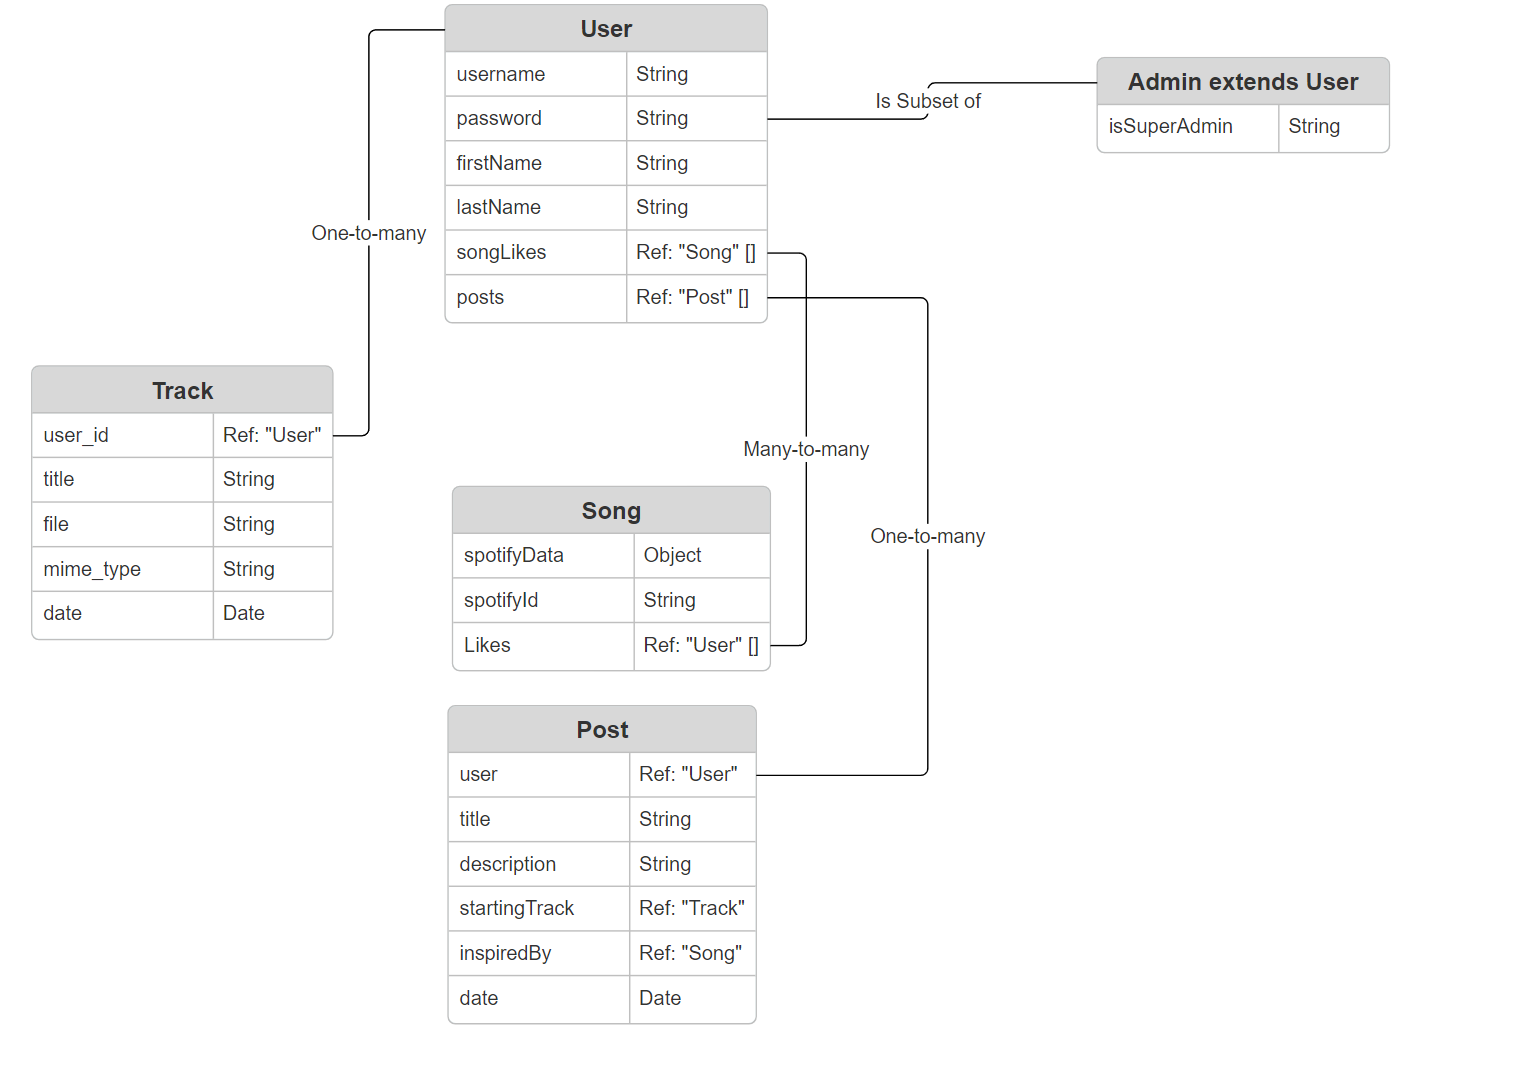 User
username String
password String
firstName String
lastName String
songLikes Ref: "Song" []
posts Ref: "Post" []
Is Subset of
Admin extends User
isSuperAdmin String
One-to-many
Track
user_id Ref: "User"
title String
file String
mime_type String
date Date
Many-to-many
Song
spotifyData Object
spotifyId String
Likes Ref: "User" []
One-to-many
Post
user Ref: "User"
title String
description String
startingTrack Ref: "Track"
inspiredBy Ref: "Song"
date Date